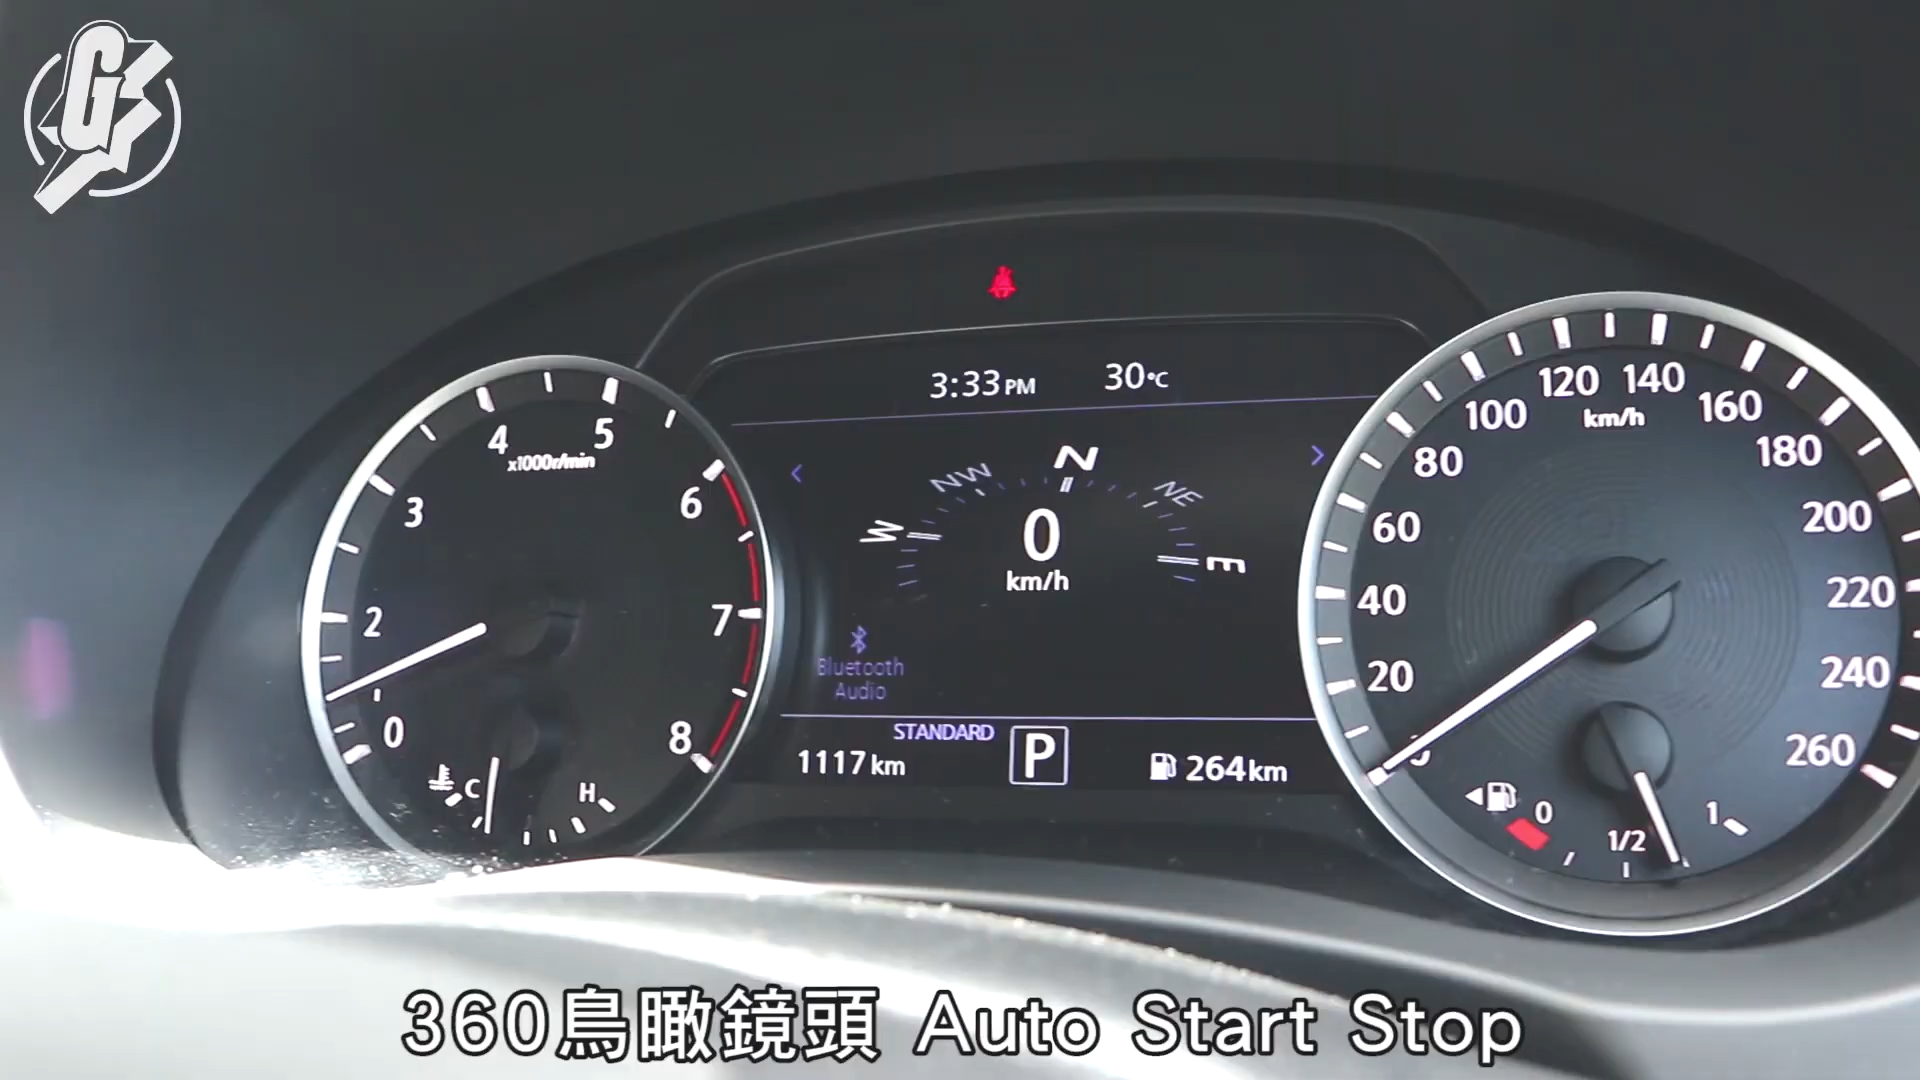 G
3:33PM 30°C
N
NW NE
W E
0
km/h
Bluetooth
Audio
STANDARD
1117 km P 264km
0 2 3 4 5 6 7 8
x1000r/min
C H
0 20 40 60 80 100 120 140 160 180 200 220 240 260
km/h
0 1/2 1
360鳥瞰鏡頭 Auto Start Stop